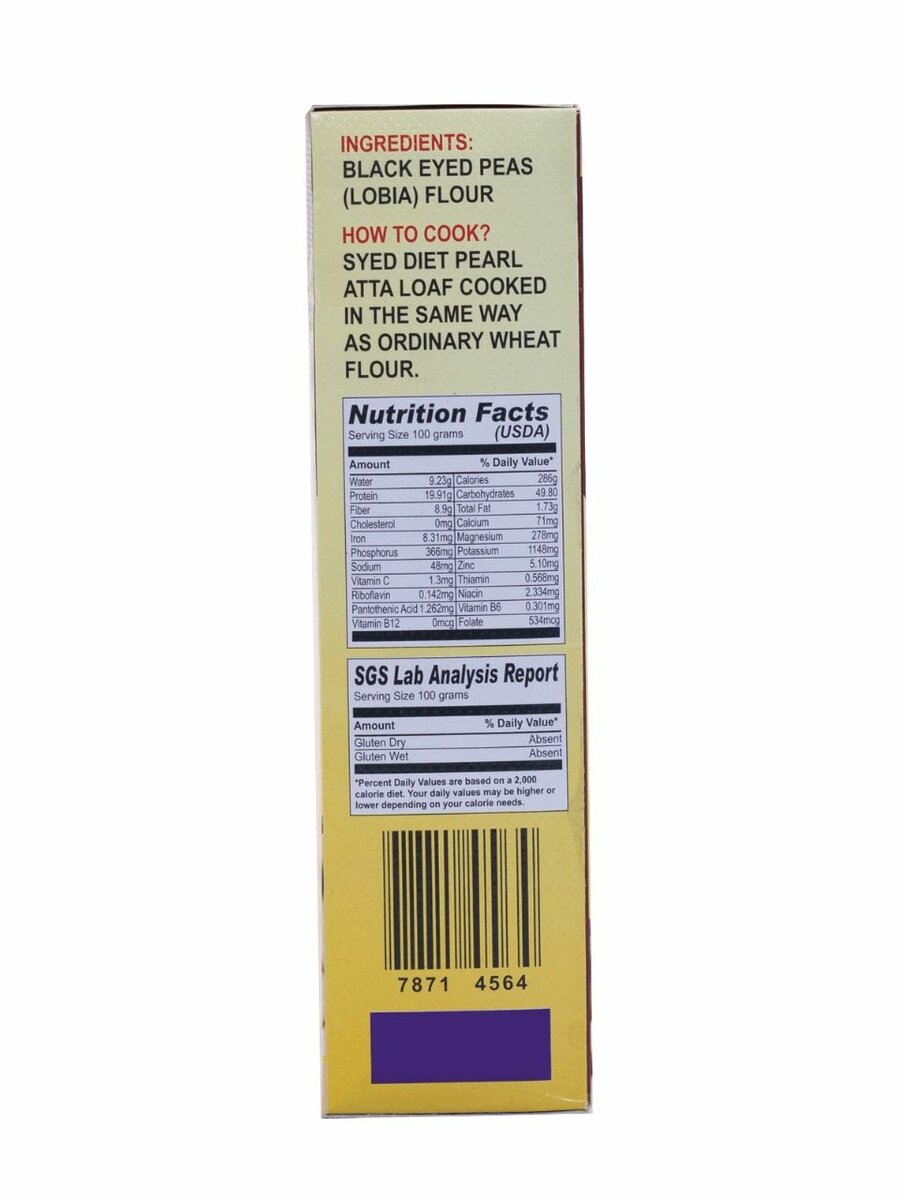 INGREDIENTS:
BLACK EYED PEAS
(LOBIA) FLOUR
HOW TO COOK?
SYED DIET PEARL
ATTA LOAF COOKED
IN THE SAME WAY
AS ORDINARY WHEAT
FLOUR.
Nutrition Facts
Serving Size 100 grams (USDA)
Amount % Daily Value*
Water 9.23g Calories 286g
Protein 19.91g Carbohydrates 49.80
Fiber 8.9g Total Fat 1.73g
Cholesterol 0mg Calcium 71mg
Iron 8.31mg Magnesium 278mg
Phosphorus 366mg Potassium 1148mg
Sodium 48mg Zinc 5.10mg
Vitamin C 1.3mg Thiamin 0.568mg
Riboflavin 0.142mg Niacin 2.334mg
Pantothenic Acid 1.262mg Vitamin B6 0.301mg
Vitamin B12 0mcg Folate 534mcg
SGS Lab Analysis Report
Serving Size 100 grams
Amount % Daily Value*
Gluten Dry Absent
Gluten Wet Absent
*Percent Daily Values are based on a 2,000
calorie diet. Your daily values may be higher or
lower depending on your calorie needs.
7871 4564